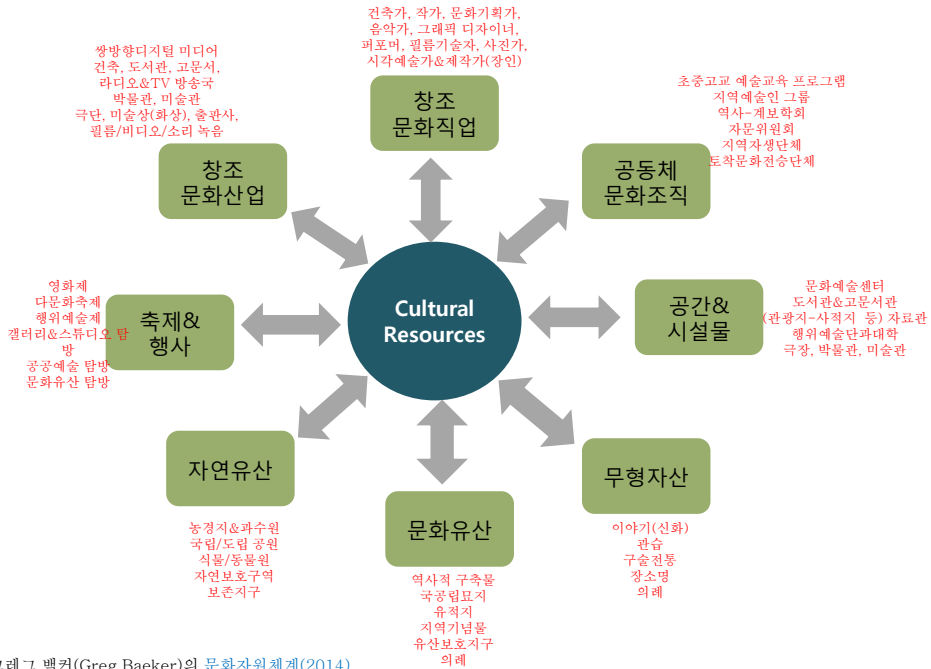 건축가, 작가, 문화기획가,
음악가, 그래픽 디자이너,
퍼포머, 필름기술자, 사진가,
시각예술가&제작가(장인)
창조
문화직업
쌍방향디지털 미디어
건축, 도서관, 고문서,
라디오&TV 방송국
박물관, 미술관
극단, 미술상(화상), 출판사,
필름/비디오/소리 녹음
창조
문화산업
초중고교 예술교육 프로그램
지역예술인 그룹
역사-계보학회
자문위원회
지역자생단체
토착문화전승단체
공동체
문화조직
영화제
다문화축제
행위예술제
갤러리&스튜디오 탐
방
공공예술 탐방
문화유산 탐방
축제&
행사
Cultural
Resources
공간&
시설물
문화예술센터
도서관&고문서관
(관광지-사적지 등) 자료관
행위예술단과대학
극장, 박물관, 미술관
자연유산
농경지&과수원
국립/도립 공원
식물/동물원
자연보호구역
보존지구
문화유산
역사적 구축물
국공립묘지
유적지
지역기념물
유산보호지구
의례
무형자산
이야기(신화)
관습
구술전통
장소명
의례
백커(Greg Baeker)의 문화자원체계(2014)